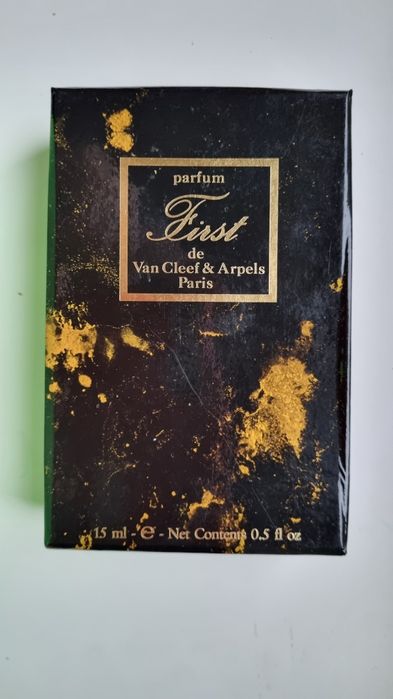 parfum
First
de
Van Cleef & Arpels
Paris
15 ml - ℮ - Net Contents 0.5 fl oz